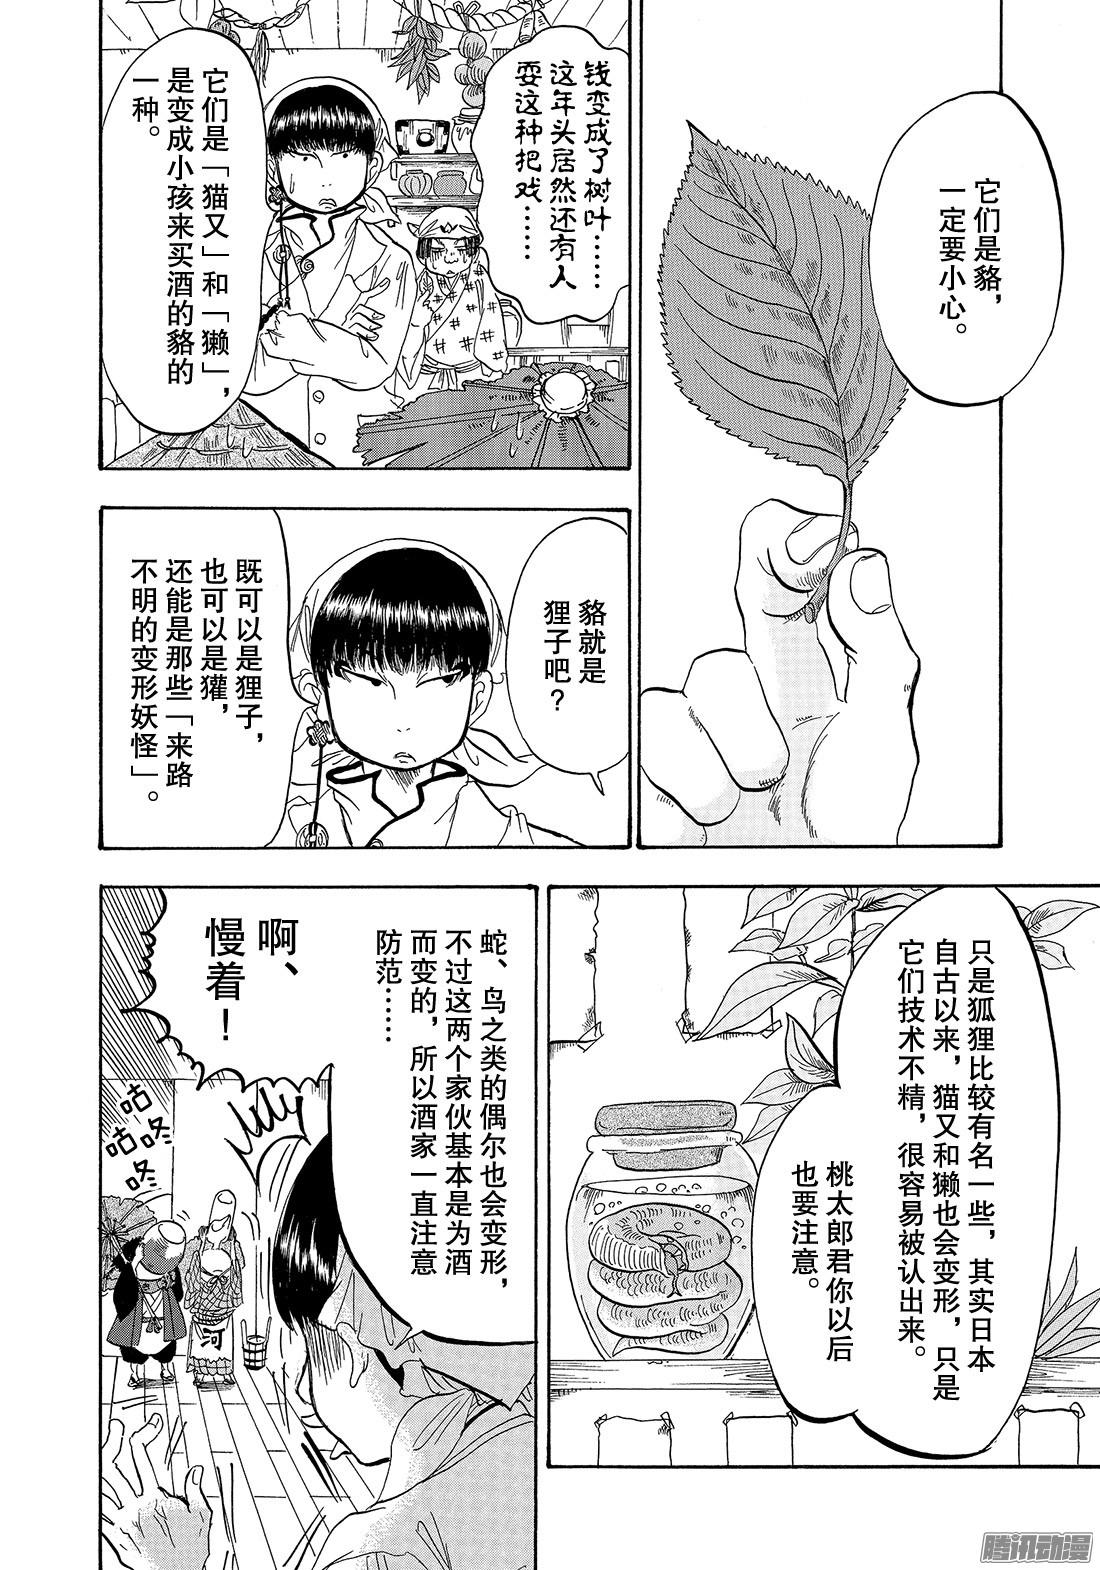 它们是貉，
一定要小心。
钱变成了树叶……
这年头居然还有人
耍这种把戏……
它们是「猫又」和「獭」，
是变成小孩来买酒的貉的
一种。
貉就是
狸子吧？
既可以是狸子，
也可以是獾，
还能是那些「来路
不明的变形妖怪」。
只是狐狸比较有名一些，其实日本
自古以来，猫又和獭也会变形，只是
它们技术不精，很容易被认出来。
桃太郎君你以后
也要注意。
蛇、鸟之类的偶尔也会变形，
不过这两个家伙基本是为酒
而变的，所以酒家一直注意
防范……
啊、
慢着！
咕咚
咕咚
河
腾讯动漫